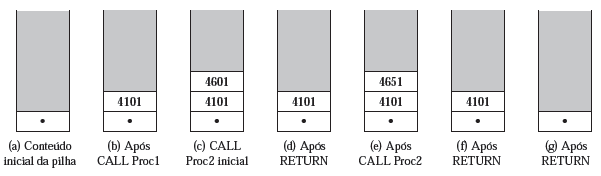 4601
4651
4101
4101
4101
4101
4101
(a) Conteúdo inicial da pilha
(b) Após CALL Proc1
(c) CALL Proc2 inicial
(d) Após RETURN
(e) Após CALL Proc2
(f) Após RETURN
(g) Após RETURN